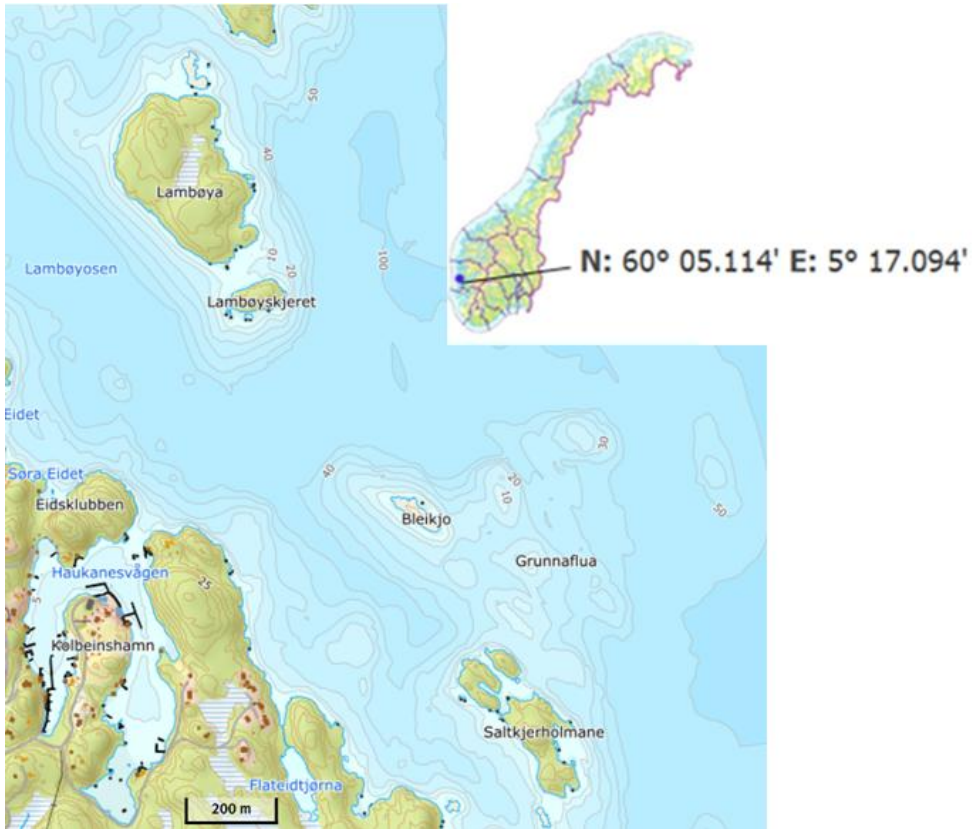 50
40
Lambøya
10
20
Lambøyosen
100
N: 60° 05.114' E: 5° 17.094'
Lambøyskjeret
Eidet
30
40
20
10
Søra Eidet
Eidsklubben
50
Bleikjo
Grunnaflua
Haukanesvågen
25
5
Kolbeinshamn
Saltkjerholmane
Flateidtjørna
200 m